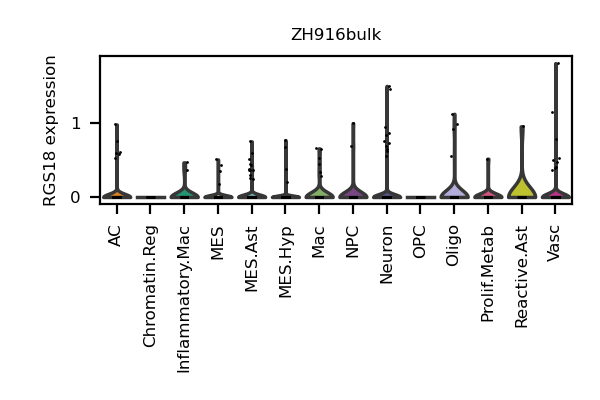 ZH916bulk
RGS18 expression
1
0
AC
Chromatin.Reg
Inflammatory.Mac
MES
MES.Ast
MES.Hyp
Mac
NPC
Neuron
OPC
Oligo
Prolif.Metab
Reactive.Ast
Vasc